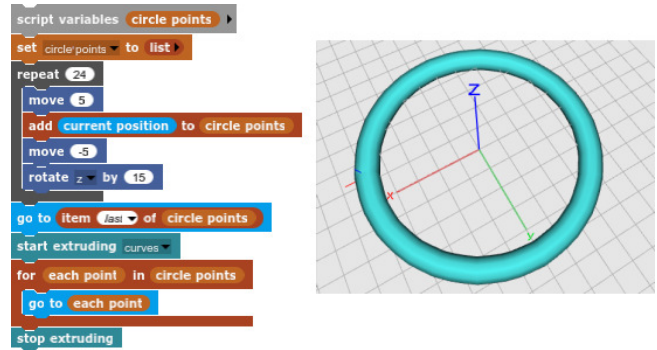 script variables circle points
set circle points to list
repeat 24
move 5
add current position to circle points
move -5
rotate z by 15
go to item last of circle points
start extruding curves
for each point in circle points
go to each point
stop extruding
Z
x
y